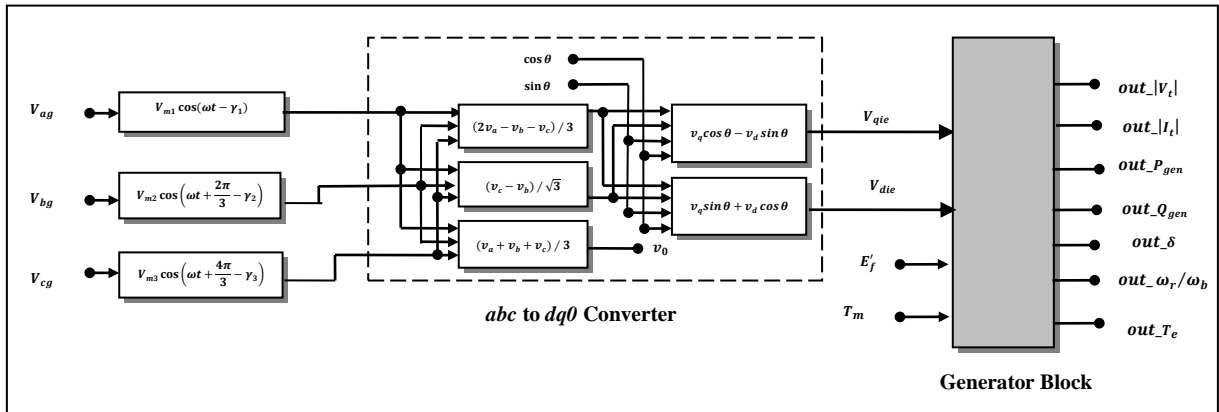 cos θ
sin θ
V_ag
V_m1 cos(ωt − γ_1)
(2v_a − v_b − v_c) / 3
v_q cos θ − v_d sin θ
V_qie
V_bg
V_m2 cos(ωt + 2π/3 − γ_2)
(v_c − v_b) / √3
v_q sin θ + v_d cos θ
V_die
V_cg
V_m3 cos(ωt + 4π/3 − γ_3)
(v_a + v_b + v_c) / 3
v_0
abc to dq0 Converter
E′_f
T_m
out_|V_t|
out_|I_t|
out_P_gen
out_Q_gen
out_δ
out_ω_r/ω_b
out_T_e
Generator Block